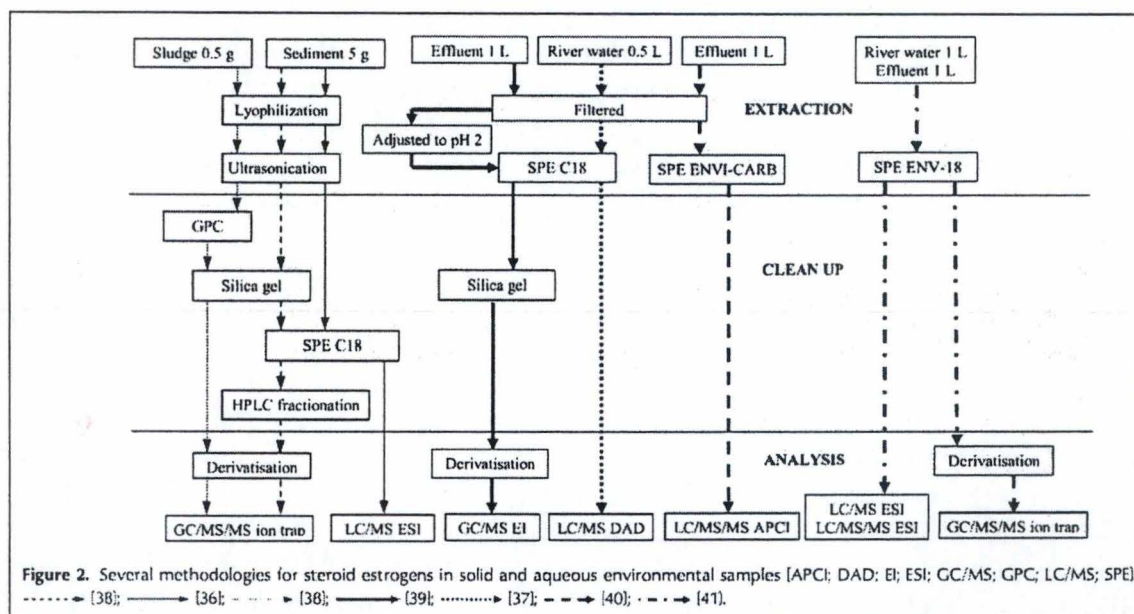 Sludge 0.5 g
Sediment 5 g
Effluent 1 L
River water 0.5 L
Effluent 1 L
River water 1 L
Effluent 1 L
Lyophilization
Filtered
EXTRACTION
Adjusted to pH 2
Ultrasonication
SPE C18
SPE ENVI-CARB
SPE ENV-18
GPC
CLEAN UP
Silica gel
Silica gel
SPE C18
HPLC fractionation
ANALYSIS
Derivatisation
Derivatisation
Derivatisation
GC/MS/MS ion trap
LC/MS ESI
GC/MS EI
LC/MS DAD
LC/MS/MS APCI
LC/MS ESI
LC/MS/MS ESI
GC/MS/MS ion trap
Figure 2. Several methodologies for steroid estrogens in solid and aqueous environmental samples [APCI; DAD; EI; ESI; GC/MS; GPC; LC/MS; SPE]
[38]; [36]; [38]; [39]; [37]; [40]; [41].